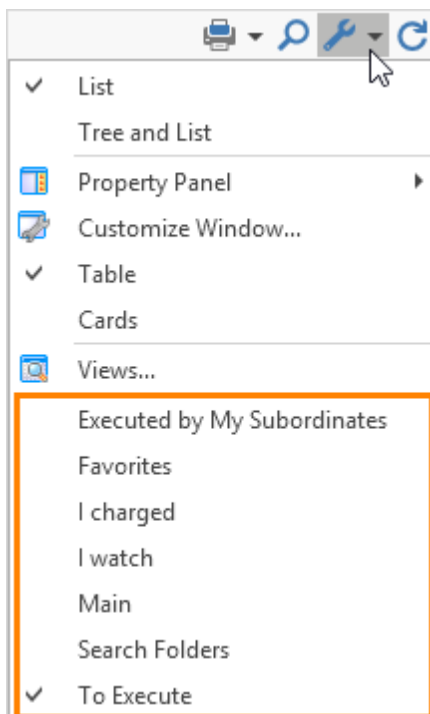 List
Tree and List
Property Panel
Customize Window...
Table
Cards
Views...
Executed by My Subordinates
Favorites
I charged
I watch
Main
Search Folders
To Execute